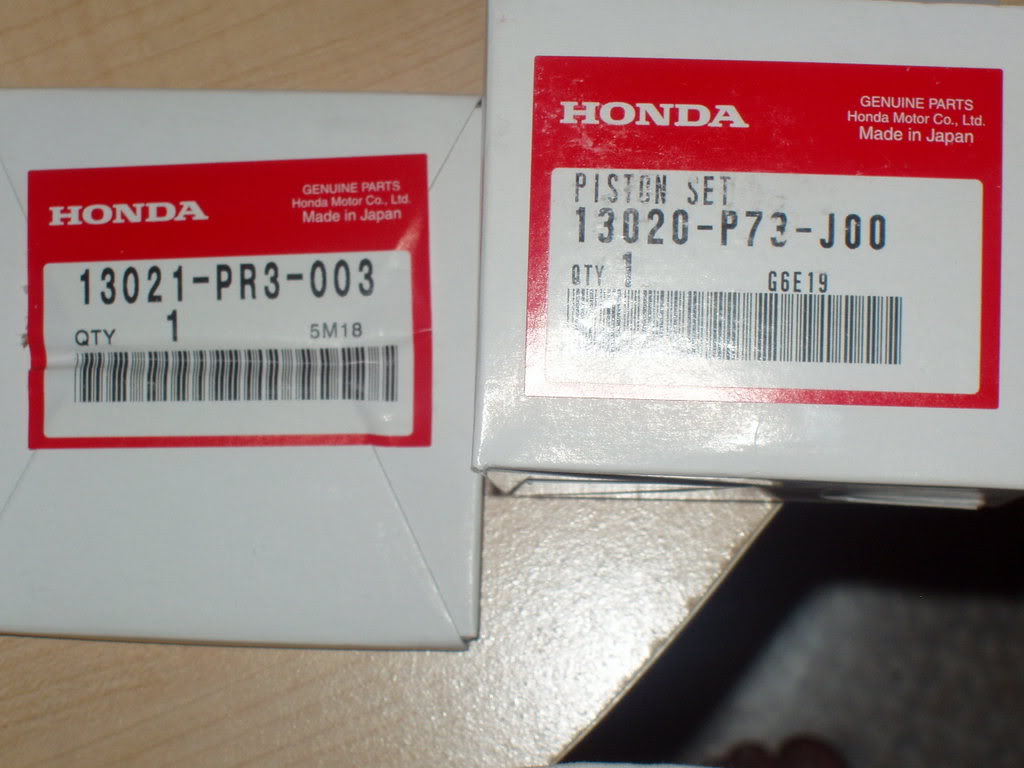 HONDA
GENUINE PARTS
Honda Motor Co., Ltd.
Made in Japan
13021-PR3-003
QTY 1 5M18
HONDA
GENUINE PARTS
Honda Motor Co., Ltd.
Made in Japan
PISTON SET
13020-P73-J00
QTY 1 G6E19